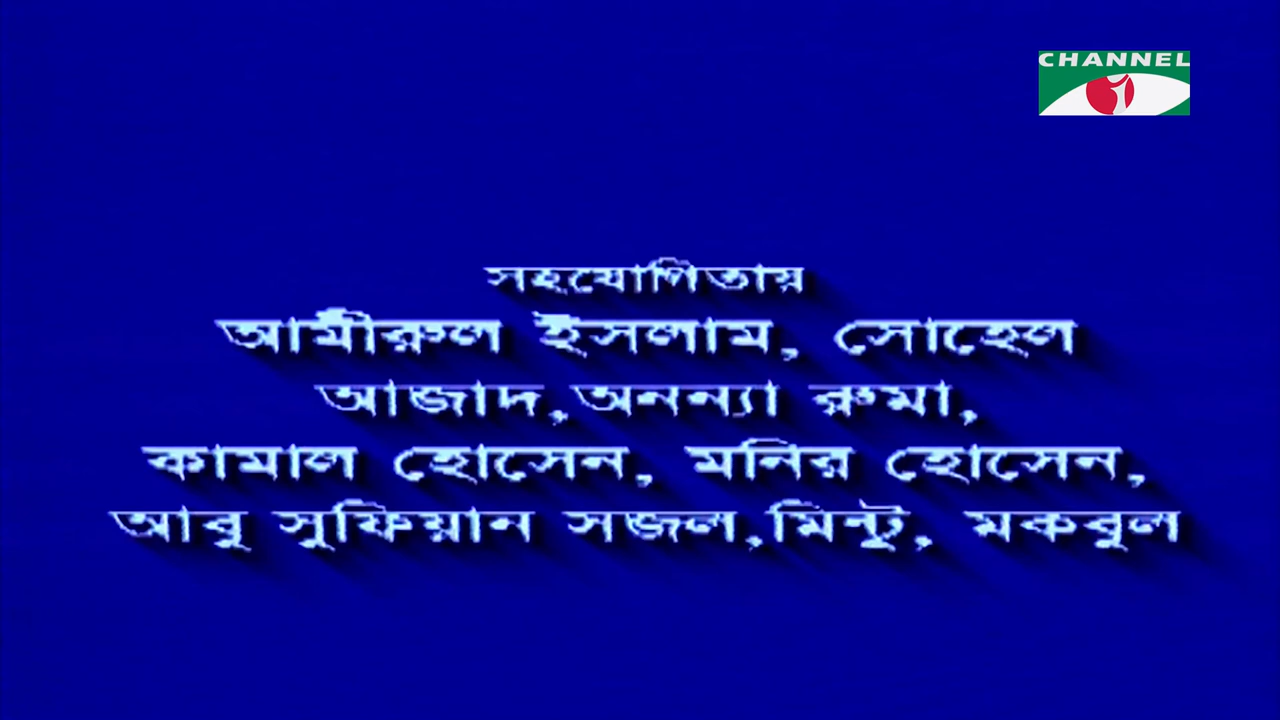 CHANNEL
সহযোগিতায়
আমীরুল ইসলাম, সোহেল
আজাদ,অনন্যা রুমা,
কামাল হোসেন, মনির হোসেন,
আবু সুফিয়ান সজল,মিন্টু, মকবুল